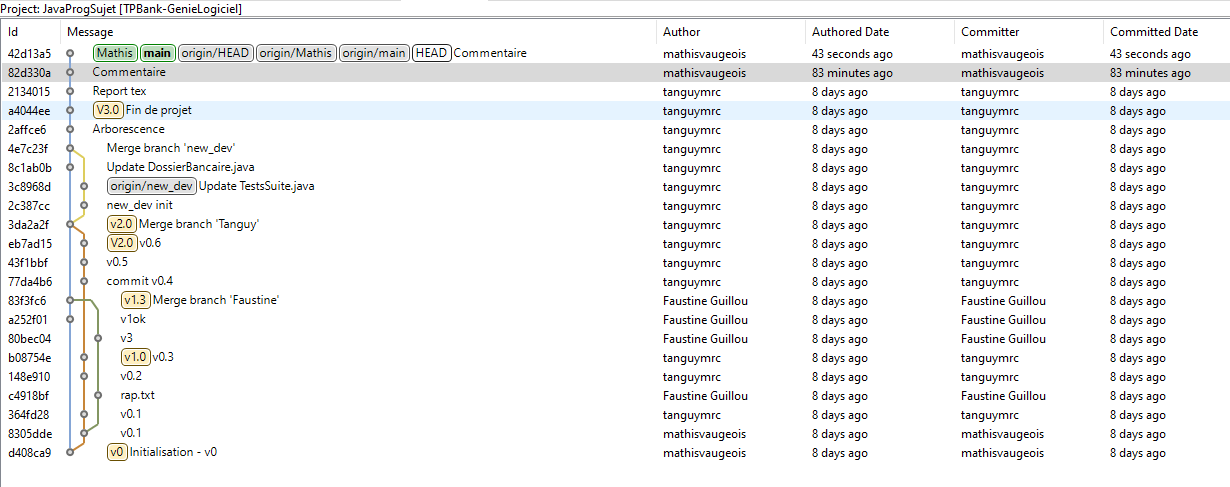 Project: JavaProgSujet [TPBank-GenieLogiciel]
Id Message Author Authored Date Committer Committed Date
42d13a5 Mathis main origin/HEAD origin/Mathis origin/main HEAD Commentaire mathisvaugeois 43 seconds ago mathisvaugeois 43 seconds ago
82d330a Commentaire mathisvaugeois 83 minutes ago mathisvaugeois 83 minutes ago
2134015 Report tex tanguymrc 8 days ago tanguymrc 8 days ago
a4044ee V3.0 Fin de projet tanguymrc 8 days ago tanguymrc 8 days ago
2affce6 Arborescence tanguymrc 8 days ago tanguymrc 8 days ago
4e7c23f Merge branch 'new_dev' tanguymrc 8 days ago tanguymrc 8 days ago
8c1ab0b Update DossierBancaire.java tanguymrc 8 days ago tanguymrc 8 days ago
3c8968d origin/new_dev Update TestsSuite.java tanguymrc 8 days ago tanguymrc 8 days ago
2c387cc new_dev init tanguymrc 8 days ago tanguymrc 8 days ago
3da2a2f v2.0 Merge branch 'Tanguy' tanguymrc 8 days ago tanguymrc 8 days ago
eb7ad15 V2.0 v0.6 tanguymrc 8 days ago tanguymrc 8 days ago
43f1bbf v0.5 tanguymrc 8 days ago tanguymrc 8 days ago
77da4b6 commit v0.4 tanguymrc 8 days ago tanguymrc 8 days ago
83f3fc6 v1.3 Merge branch 'Faustine' Faustine Guillou 8 days ago Faustine Guillou 8 days ago
a252f01 v1ok Faustine Guillou 8 days ago Faustine Guillou 8 days ago
80bec04 v3 Faustine Guillou 8 days ago Faustine Guillou 8 days ago
b08754e v1.0 v0.3 tanguymrc 8 days ago tanguymrc 8 days ago
148e910 v0.2 tanguymrc 8 days ago tanguymrc 8 days ago
c4918bf rap.txt Faustine Guillou 8 days ago Faustine Guillou 8 days ago
364fd28 v0.1 tanguymrc 8 days ago tanguymrc 8 days ago
8305dde v0.1 mathisvaugeois 8 days ago mathisvaugeois 8 days ago
d408ca9 v0 Initialisation - v0 mathisvaugeois 8 days ago mathisvaugeois 8 days ago